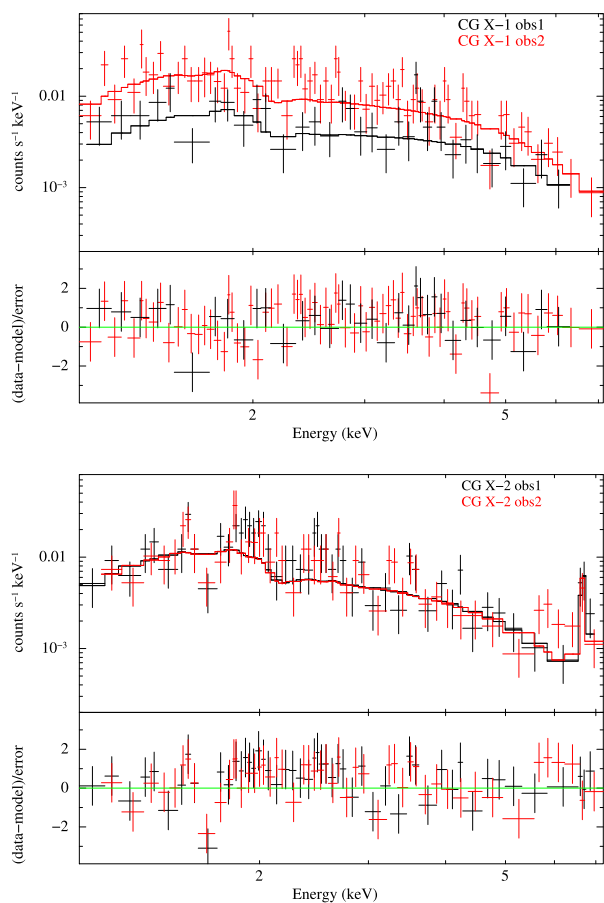 CG X−1 obs1
CG X−1 obs2
counts s⁻¹ keV⁻¹
0.01
10⁻³
(data−model)/error
2
0
−2
2
5
Energy (keV)
CG X−2 obs1
CG X−2 obs2
counts s⁻¹ keV⁻¹
0.01
10⁻³
(data−model)/error
2
0
−2
2
5
Energy (keV)